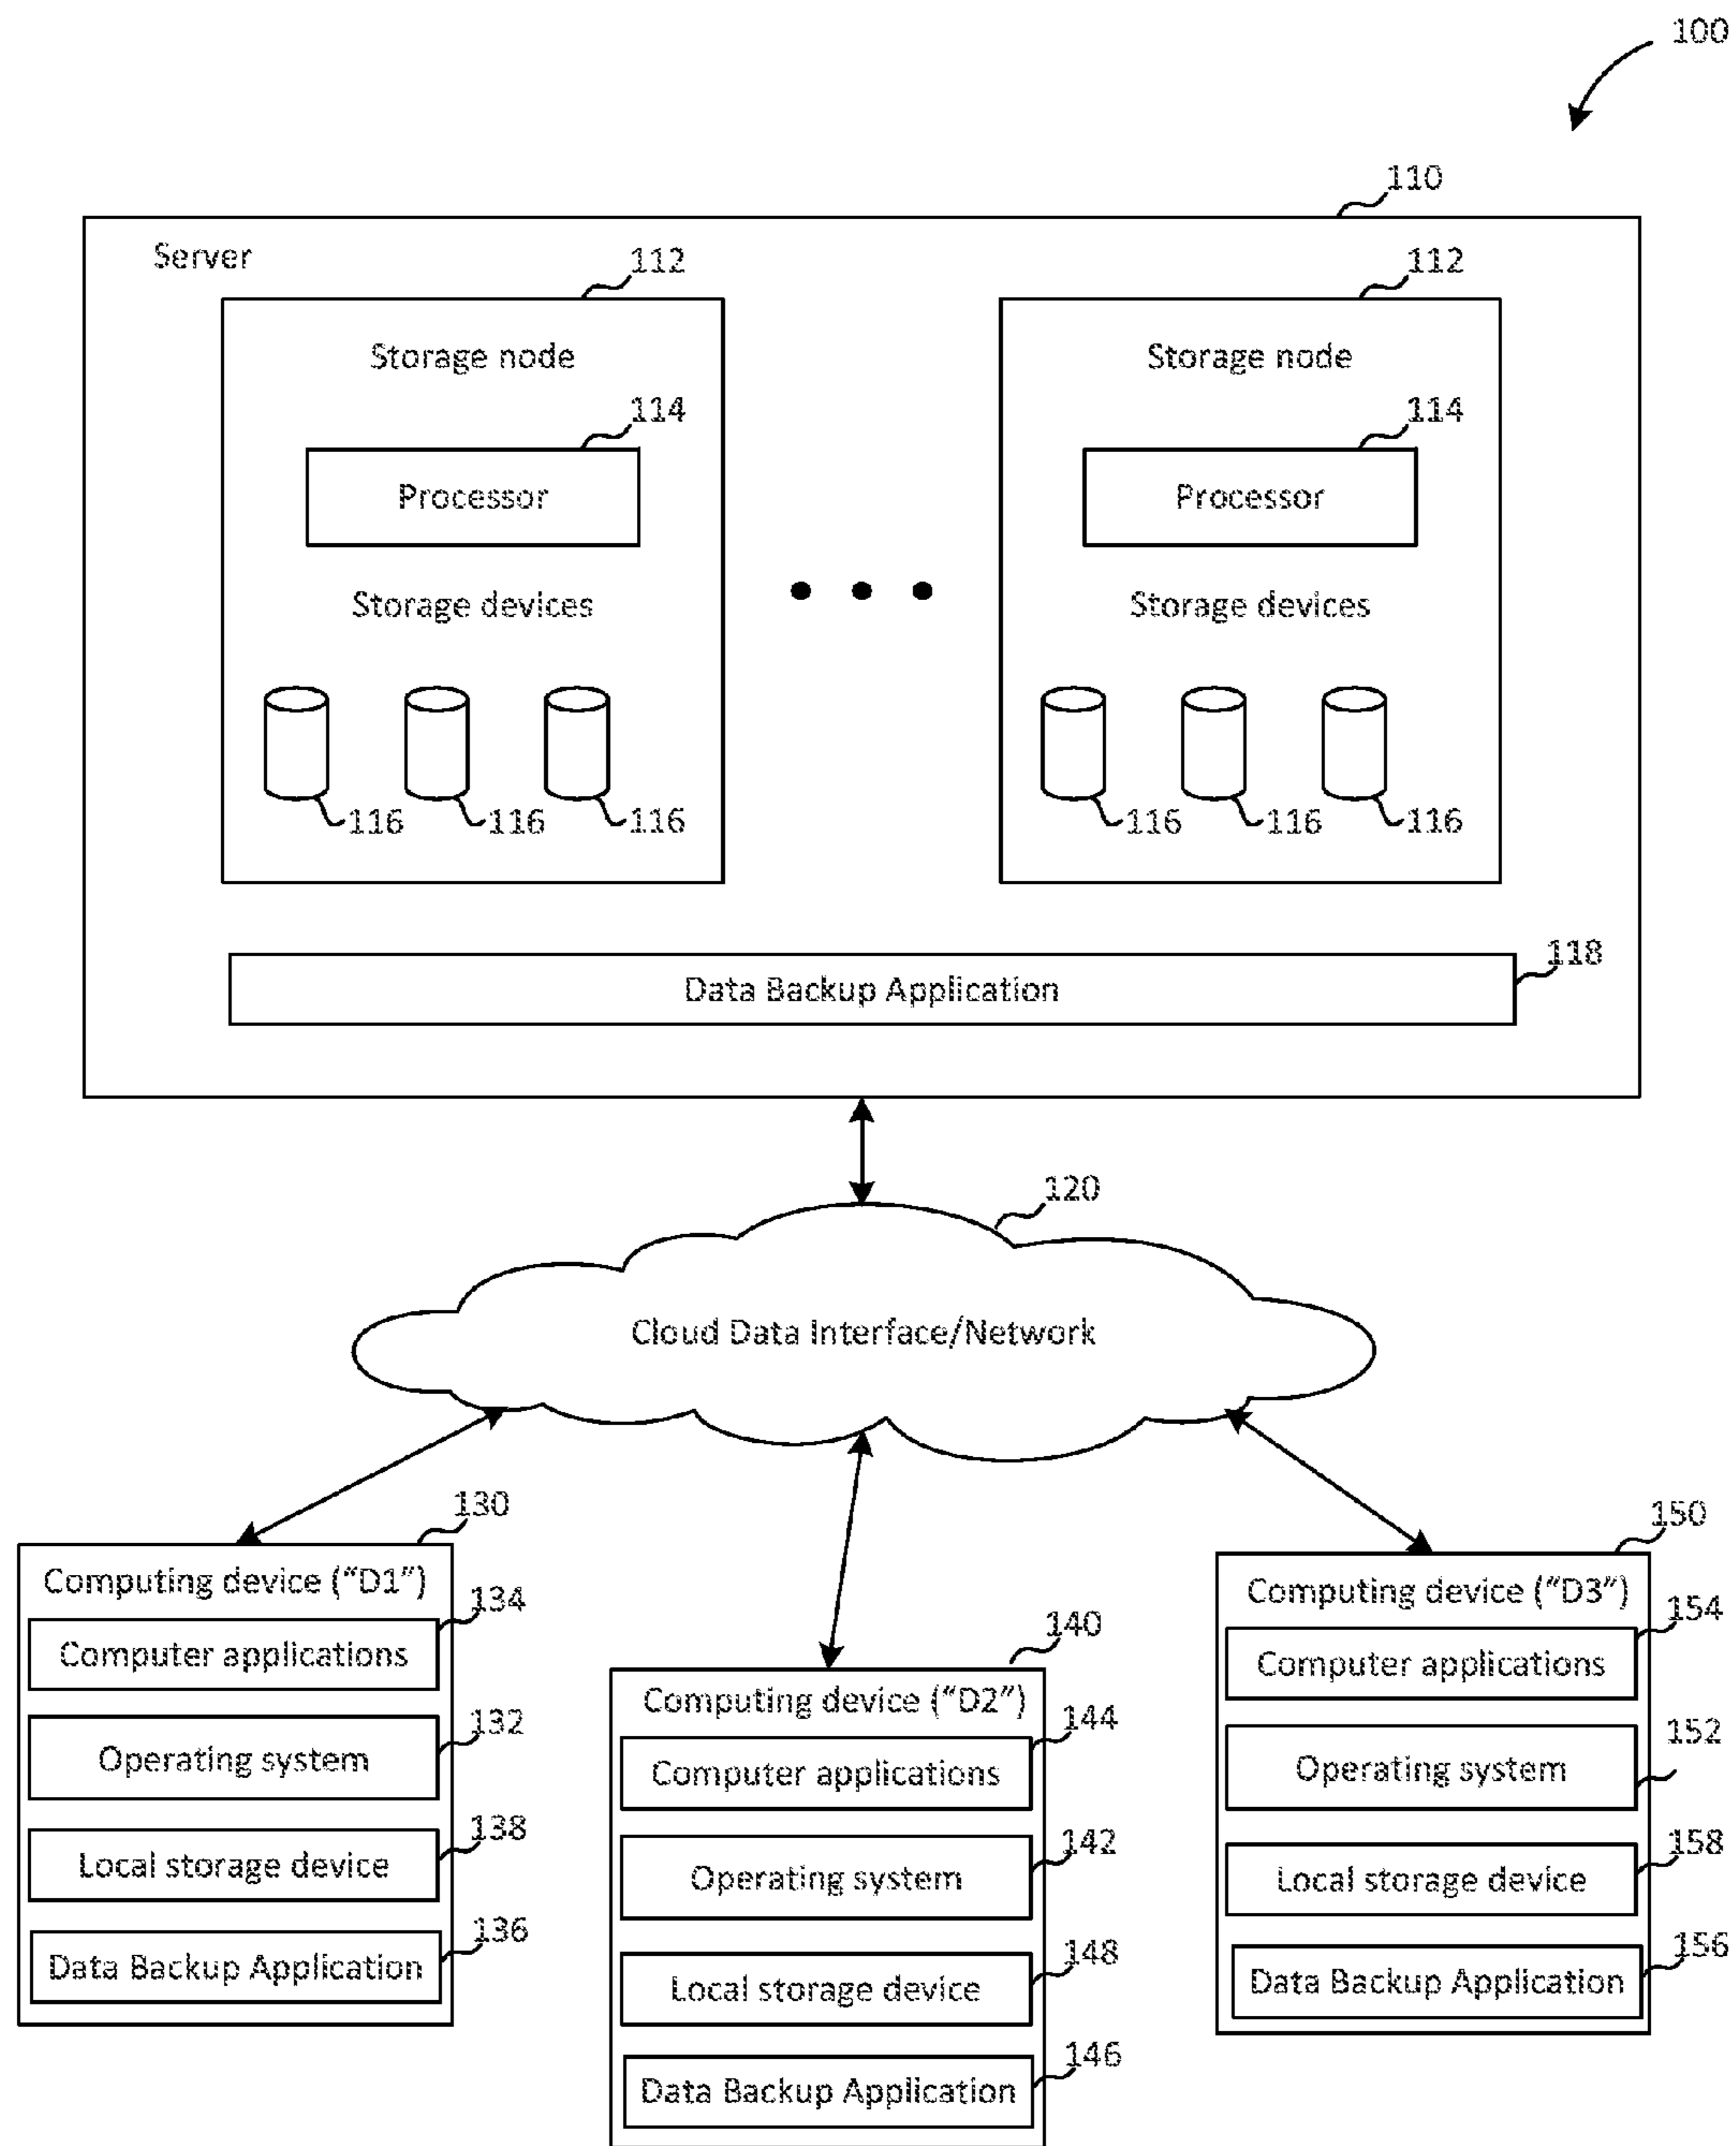 100
110
Server
112 112
Storage node Storage node
114 114
Processor Processor
Storage devices Storage devices
116 116 116 116 116 116
118
Data Backup Application
120
Cloud Data Interface/Network
130
Computing device (“D1”)
134
Computer applications
132
Operating system
138
Local storage device
136
Data Backup Application
140
Computing device (“D2”)
144
Computer applications
142
Operating system
148
Local storage device
146
Data Backup Application
150
Computing device (“D3”)
154
Computer applications
152
Operating system
158
Local storage device
156
Data Backup Application